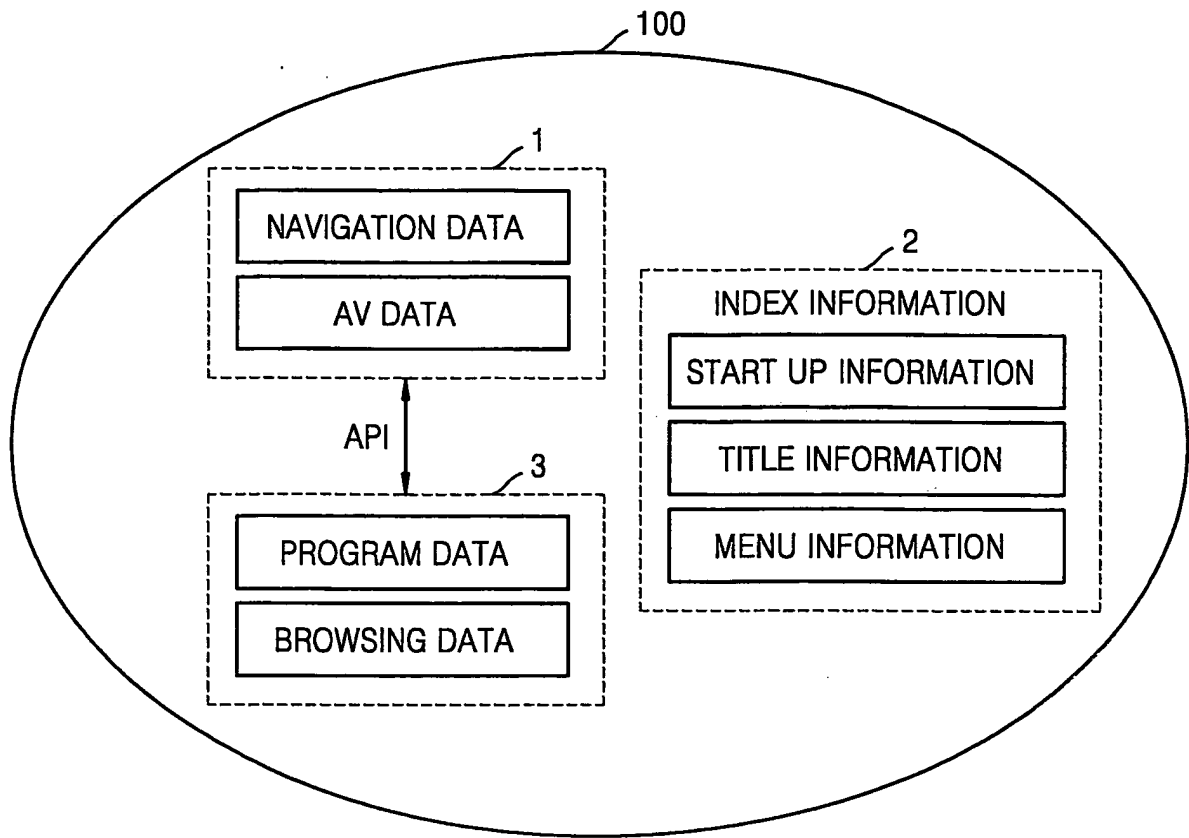 100
1
NAVIGATION DATA
AV DATA
2
INDEX INFORMATION
START UP INFORMATION
TITLE INFORMATION
MENU INFORMATION
API
3
PROGRAM DATA
BROWSING DATA